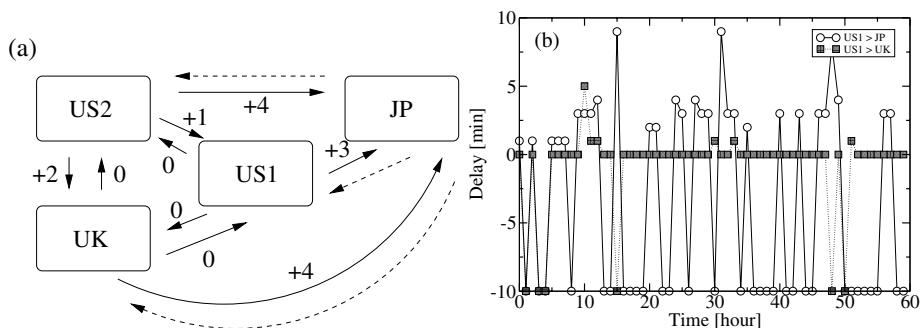 (a)
US2
+4
JP
+1
0
US1
+3
+2
0
0
UK
0
+4
(b)
US1 > JP
US1 > UK
Delay [min]
10
5
0
-5
-10
0 10 20 30 40 50 60
Time [hour]